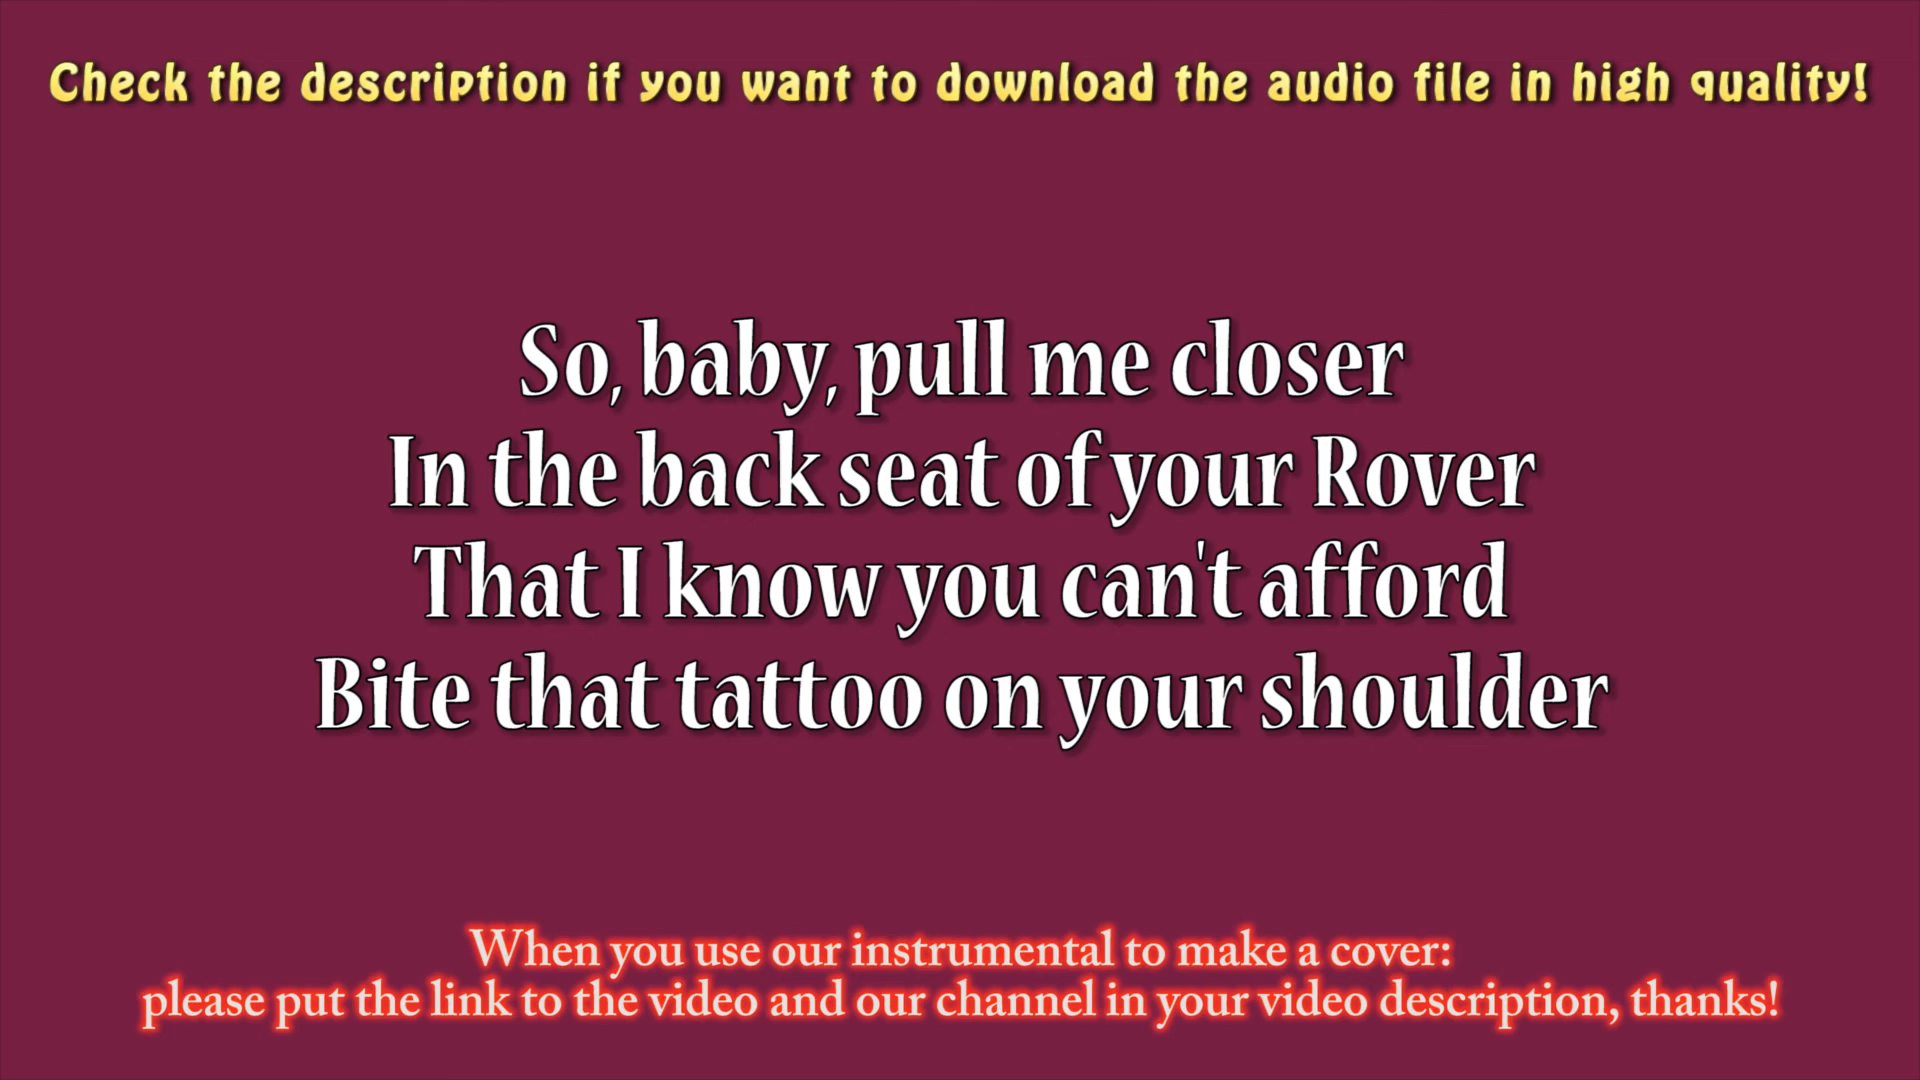 Check the description if you want to download the audio file in high quality!
So, baby, pull me closer
In the back seat of your Rover
That I know you can't afford
Bite that tattoo on your shoulder
When you use our instrumental to make a cover:
please put the link to the video and our channel in your video description, thanks!